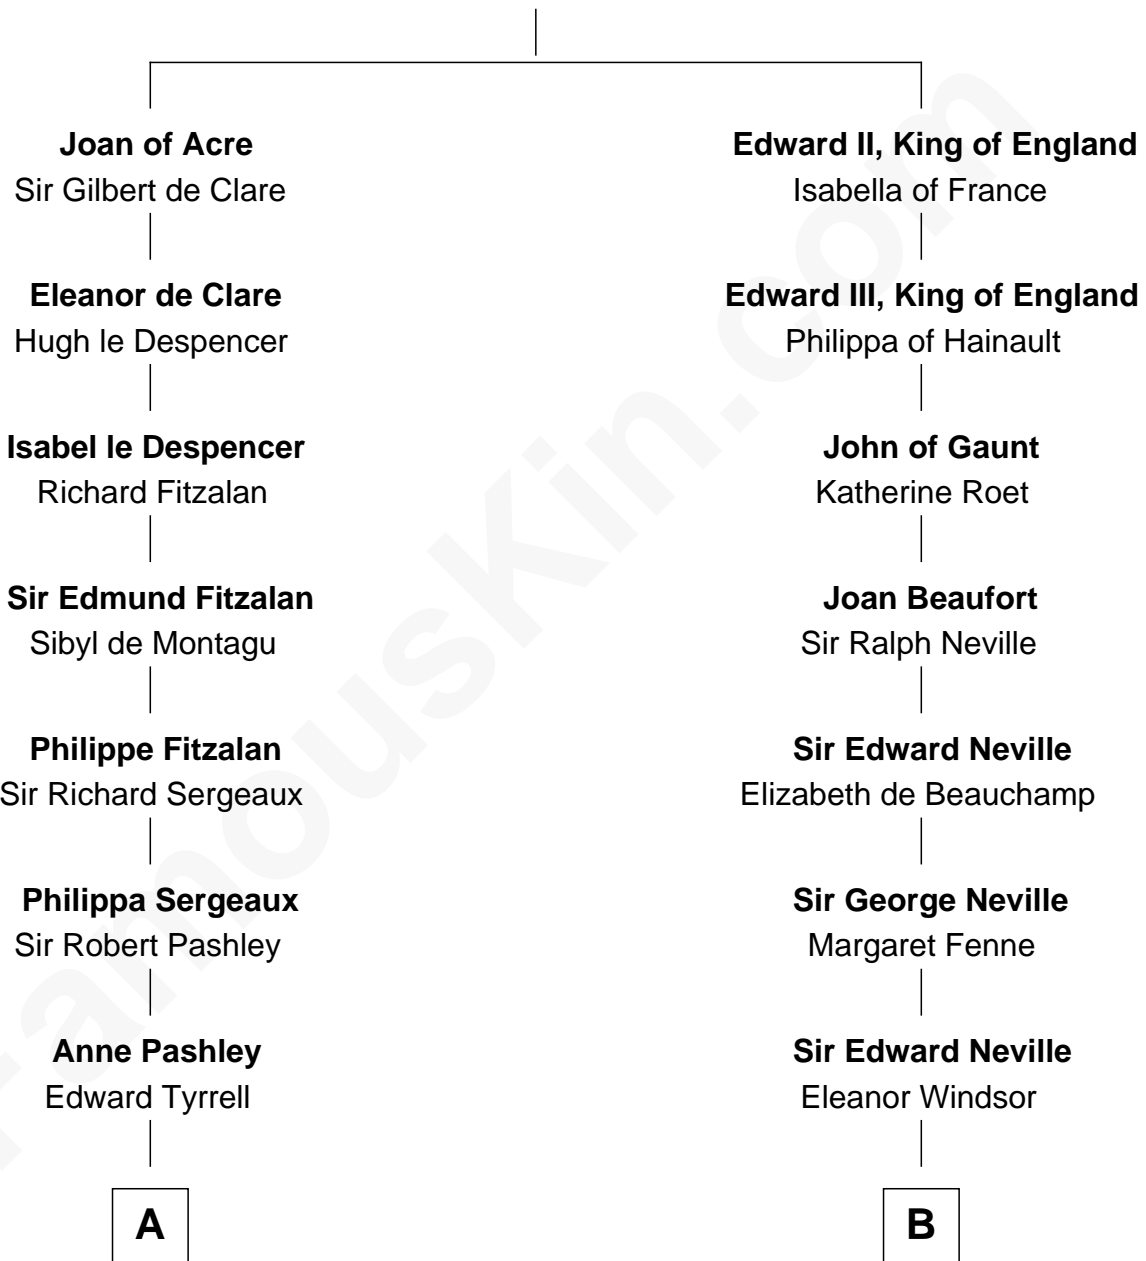 Joan of Acre
Sir Gilbert de Clare
Eleanor de Clare
Hugh le Despencer
Isabel le Despencer
Richard Fitzalan
Sir Edmund Fitzalan
Sibyl de Montagu
Philippe Fitzalan
Sir Richard Sergeaux
Philippa Sergeaux
Sir Robert Pashley
Anne Pashley
Edward Tyrrell
A
Edward II, King of England
Isabella of France
Edward III, King of England
Philippa of Hainault
John of Gaunt
Katherine Roet
Joan Beaufort
Sir Ralph Neville
Sir Edward Neville
Elizabeth de Beauchamp
Sir George Neville
Margaret Fenne
Sir Edward Neville
Eleanor Windsor
B
FamousKin.com